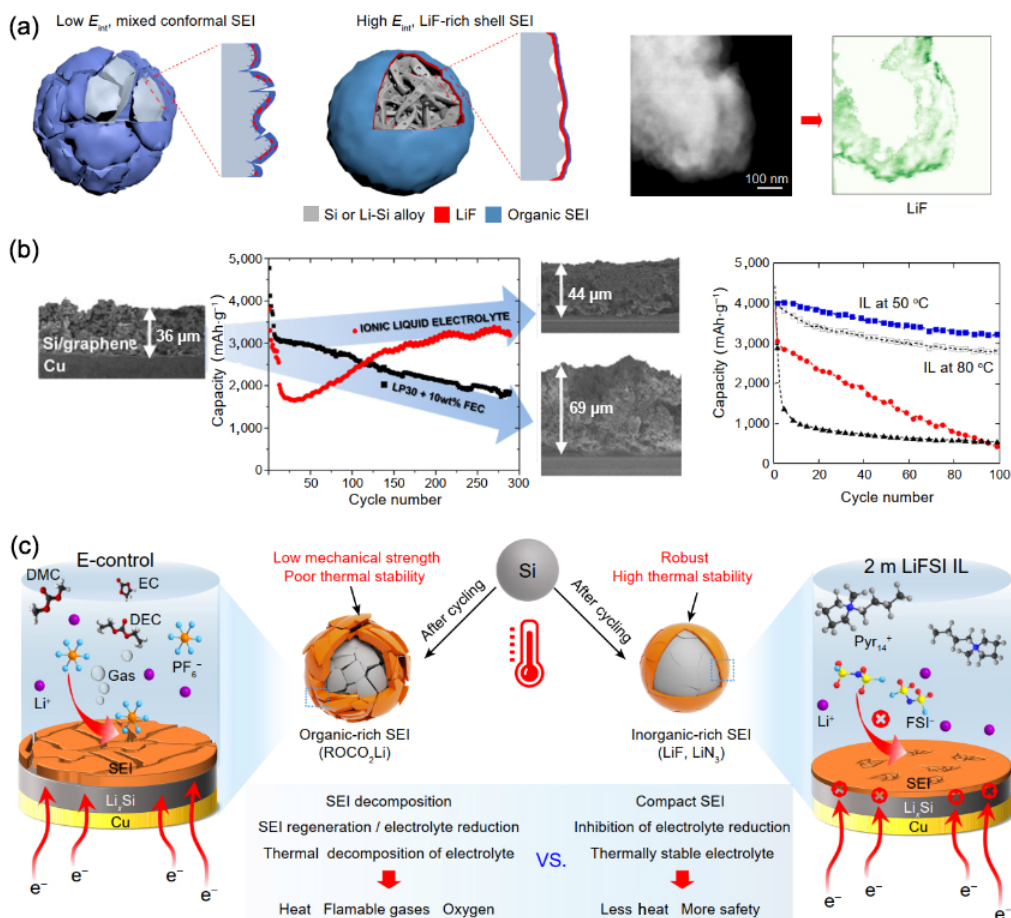 (a)
Low E_int, mixed conformal SEI
High E_int, LiF-rich shell SEI
100 nm
LiF
Si or Li-Si alloy
LiF
Organic SEI
(b)
Si/graphene
Cu
36 μm
Capacity (mAh·g⁻¹)
5,000
4,000
3,000
2,000
1,000
0
IONIC LIQUID ELECTROLYTE
LP30 + 10wt% FEC
50 100 150 200 250 300
Cycle number
44 μm
69 μm
Capacity (mAh·g⁻¹)
5,000
4,000
3,000
2,000
1,000
0
IL at 50 °C
IL at 80 °C
0 20 40 60 80 100
Cycle number
(c)
E-control
DMC
EC
DEC
PF₆⁻
Gas
Li⁺
SEI
LiₓSi
Cu
e⁻ e⁻ e⁻ e⁻
Low mechanical strength
Poor thermal stability
Si
Robust
High thermal stability
After cycling
After cycling
Organic-rich SEI
(ROCO₂Li)
Inorganic-rich SEI
(LiF, LiN₃)
SEI decomposition
SEI regeneration / electrolyte reduction
Thermal decomposition of electrolyte
Heat Flamable gases Oxygen
VS.
Compact SEI
Inhibition of electrolyte reduction
Thermally stable electrolyte
Less heat More safety
2 m LiFSI IL
Pyr₁₄⁺
Li⁺
FSI⁻
SEI
LiₓSi
Cu
e⁻ e⁻ e⁻ e⁻